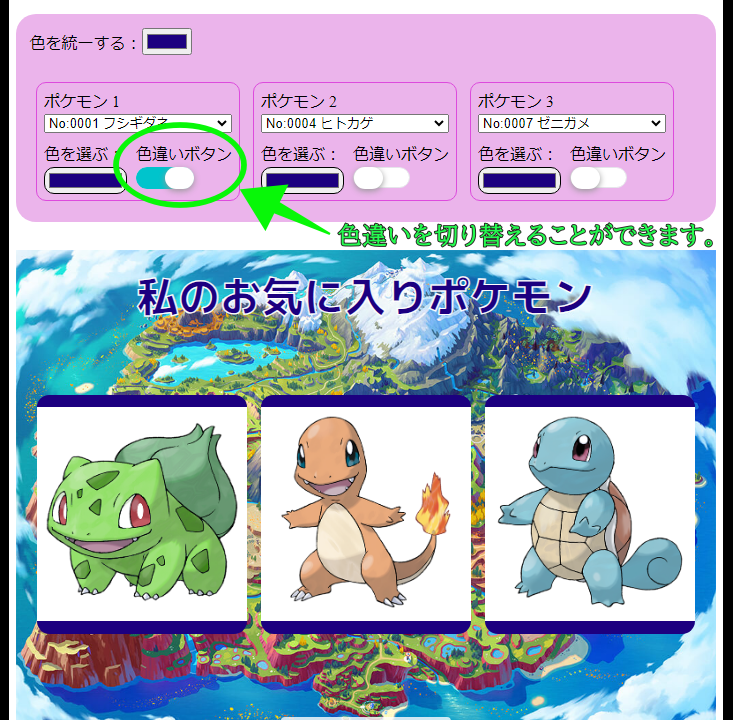 色を統一する：
ポケモン 1
ポケモン 2
ポケモン 3
No:0001 フシギダネ
No:0004 ヒトカゲ
No:0007 ゼニガメ
色を選ぶ： 色違いボタン
色を選ぶ： 色違いボタン
色を選ぶ： 色違いボタン
色違いを切り替えることができます。
私のお気に入りポケモン